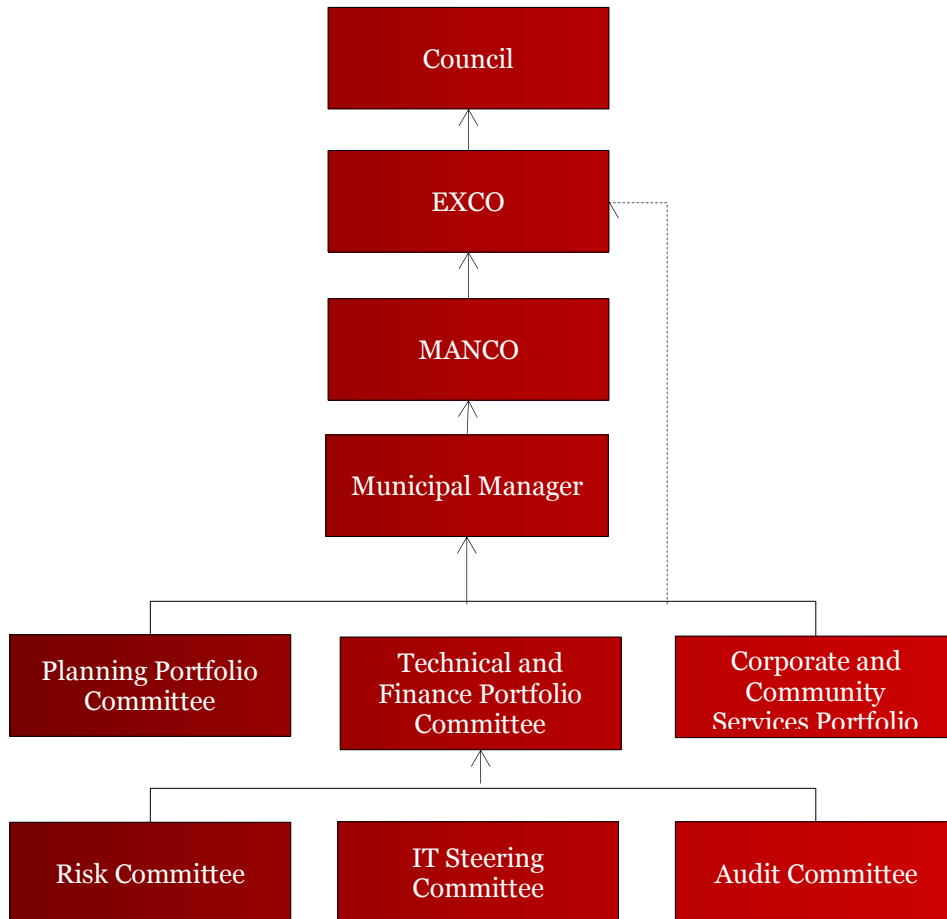 Council
EXCO
MANCO
Municipal Manager
Planning Portfolio
Committee
Technical and
Finance Portfolio
Committee
Corporate and
Community
Services Portfolio
Risk Committee
IT Steering
Committee
Audit Committee